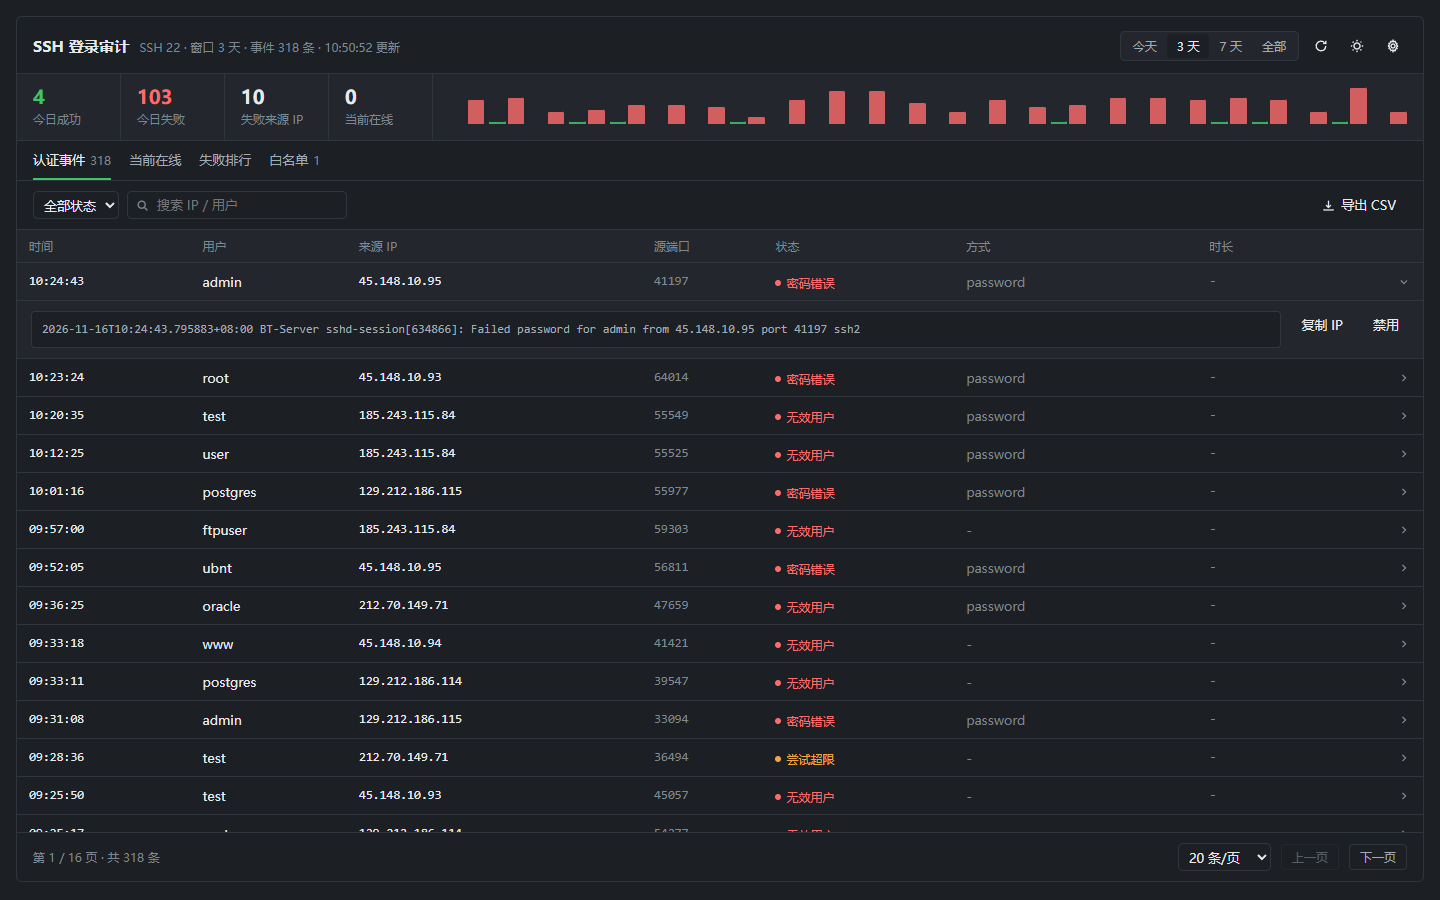 SSH 登录审计 SSH 22 · 窗口 3 天 · 事件 318 条 · 10:50:52 更新 今天 3 天 7 天 全部
4 103 10 0
今日成功 今日失败 失败来源 IP 当前在线
认证事件 318 当前在线 失败排行 白名单 1
全部状态 搜索 IP / 用户 导出 CSV
时间 用户 来源 IP 源端口 状态 方式 时长
10:24:43 admin 45.148.10.95 41197 密码错误 password -
2026-11-16T10:24:43.795883+08:00 BT-Server sshd-session[634866]: Failed password for admin from 45.148.10.95 port 41197 ssh2 复制 IP 禁用
10:23:24 root 45.148.10.93 64014 密码错误 password -
10:20:35 test 185.243.115.84 55549 无效用户 password -
10:12:25 user 185.243.115.84 55525 无效用户 password -
10:01:16 postgres 129.212.186.115 55977 密码错误 password -
09:57:00 ftpuser 185.243.115.84 59303 无效用户 - -
09:52:05 ubnt 45.148.10.95 56811 密码错误 password -
09:36:25 oracle 212.70.149.71 47659 无效用户 password -
09:33:18 www 45.148.10.94 41421 无效用户 - -
09:33:11 postgres 129.212.186.114 39547 无效用户 - -
09:31:08 admin 129.212.186.115 33094 密码错误 password -
09:28:36 test 212.70.149.71 36494 尝试超限 - -
09:25:50 test 45.148.10.93 45057 无效用户 - -
第 1 / 16 页 · 共 318 条 20 条/页 上一页 下一页